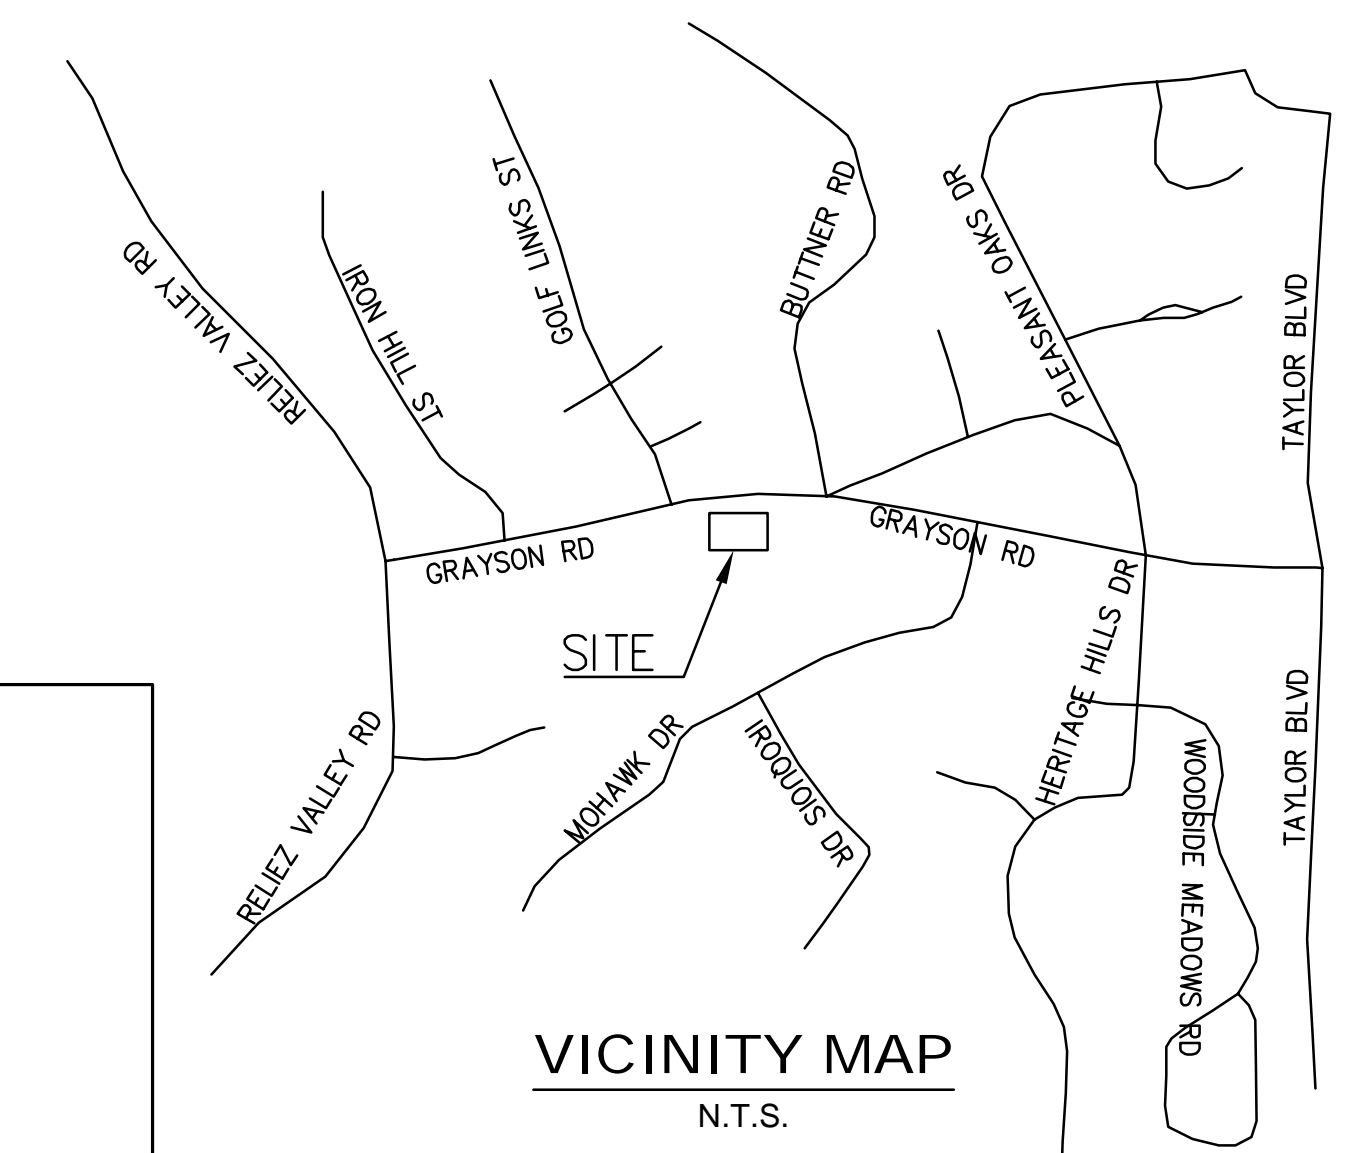 RELIEZ VALLEY RD
IRON HILL ST
GOLF LINKS ST
BUTTNER RD
PLEASANT OAKS DR
TAYLOR BLVD
GRAYSON RD
GRAYSON RD
SITE
HERITAGE HILLS DR
RELIEZ VALLEY RD
MOHAWK DR
IROQUOIS DR
WOODSIDE MEADOWS RD
TAYLOR BLVD
VICINITY MAP
N.T.S.